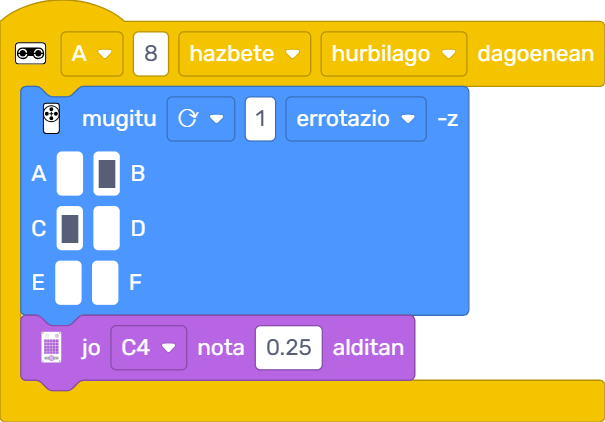 A 8 hazbete hurbilago dagoenean
mugitu 1 errotazio -z
A B
C D
E F
jo C4 nota 0.25 alditan